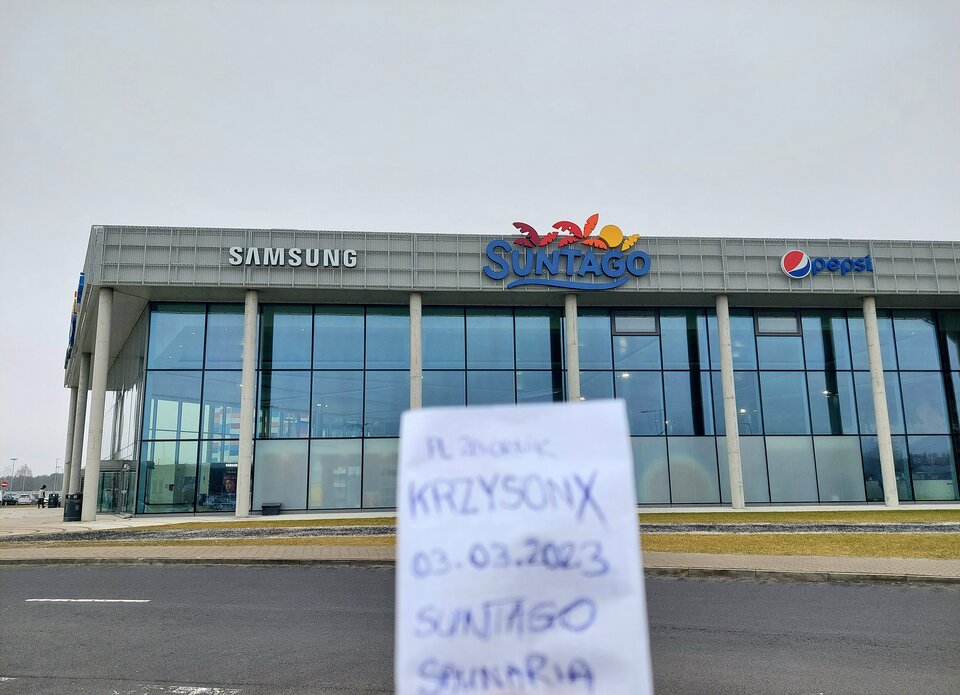 SAMSUNG
SUNTAGO
pepsi
KRZYSONX
03.03.2023
SUNTAGO
SAUNARIA